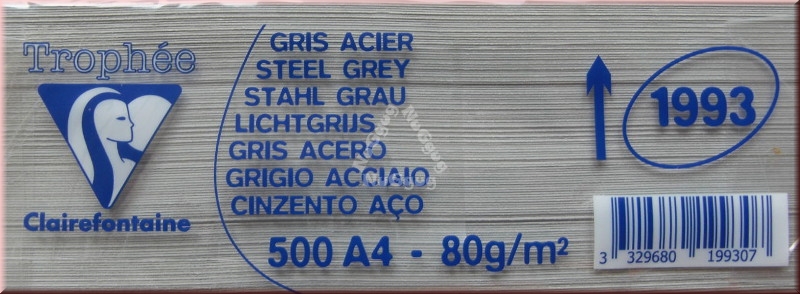 Trophée
Clairefontaine
GRIS ACIER
STEEL GREY
STAHL GRAU
LICHTGRIJS
GRIS ACERO
GRIGIO ACCIAIO
CINZENTO AÇO
500 A4 - 80g/m²
1993
3 329680 199307